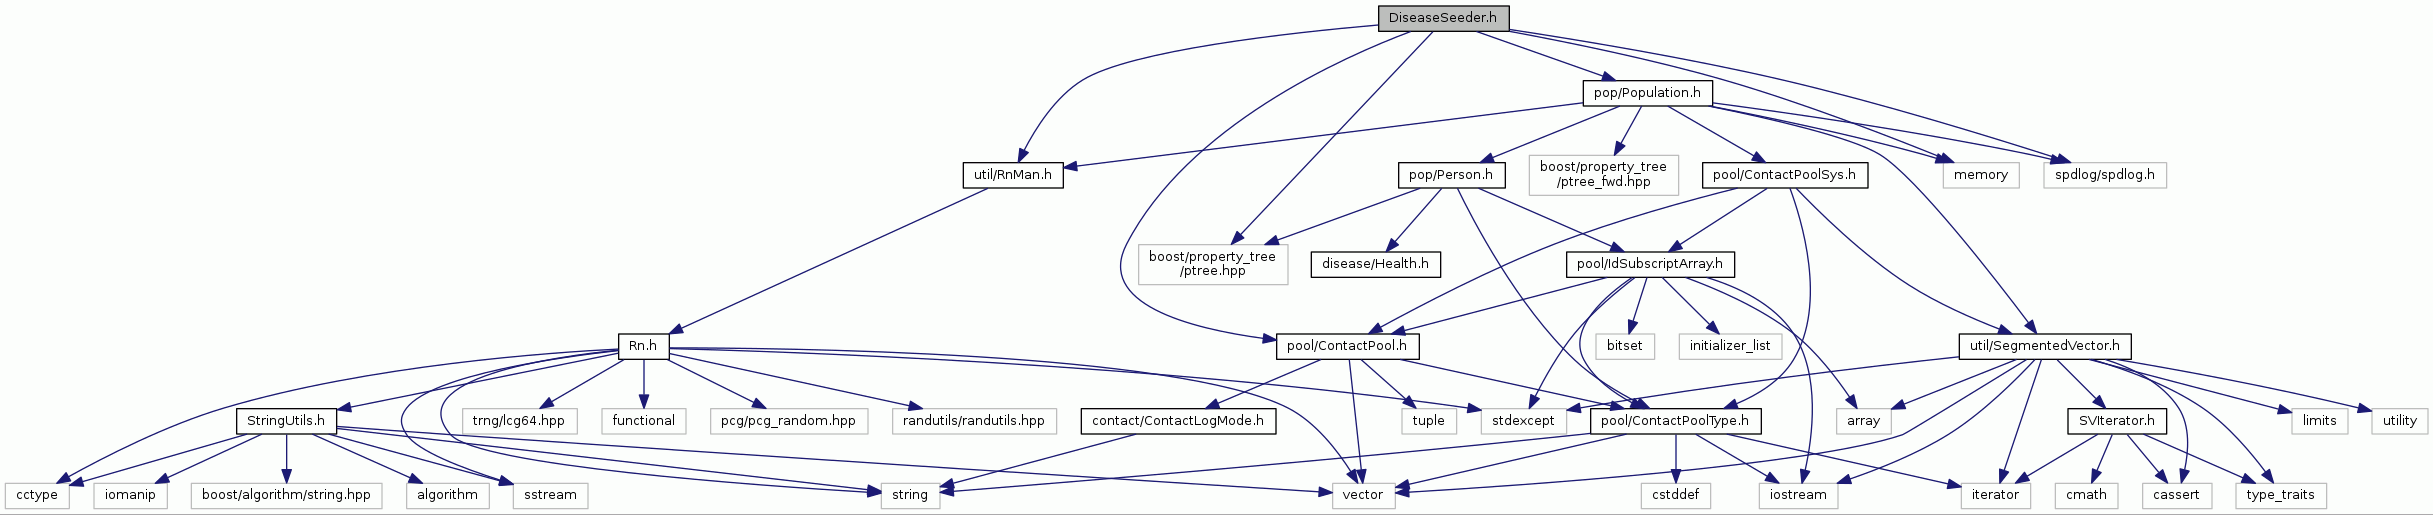 DiseaseSeeder.h
pop/Population.h
util/RnMan.h
pop/Person.h
boost/property_tree
/ptree_fwd.hpp
pool/ContactPoolSys.h
memory
spdlog/spdlog.h
boost/property_tree
/ptree.hpp
disease/Health.h
pool/IdSubscriptArray.h
Rn.h
pool/ContactPool.h
bitset
initializer_list
util/SegmentedVector.h
StringUtils.h
trng/lcg64.hpp
functional
pcg/pcg_random.hpp
randutils/randutils.hpp
contact/ContactLogMode.h
tuple
stdexcept
pool/ContactPoolType.h
array
SVIterator.h
limits
utility
cctype
iomanip
boost/algorithm/string.hpp
algorithm
sstream
string
vector
cstddef
iostream
iterator
cmath
cassert
type_traits